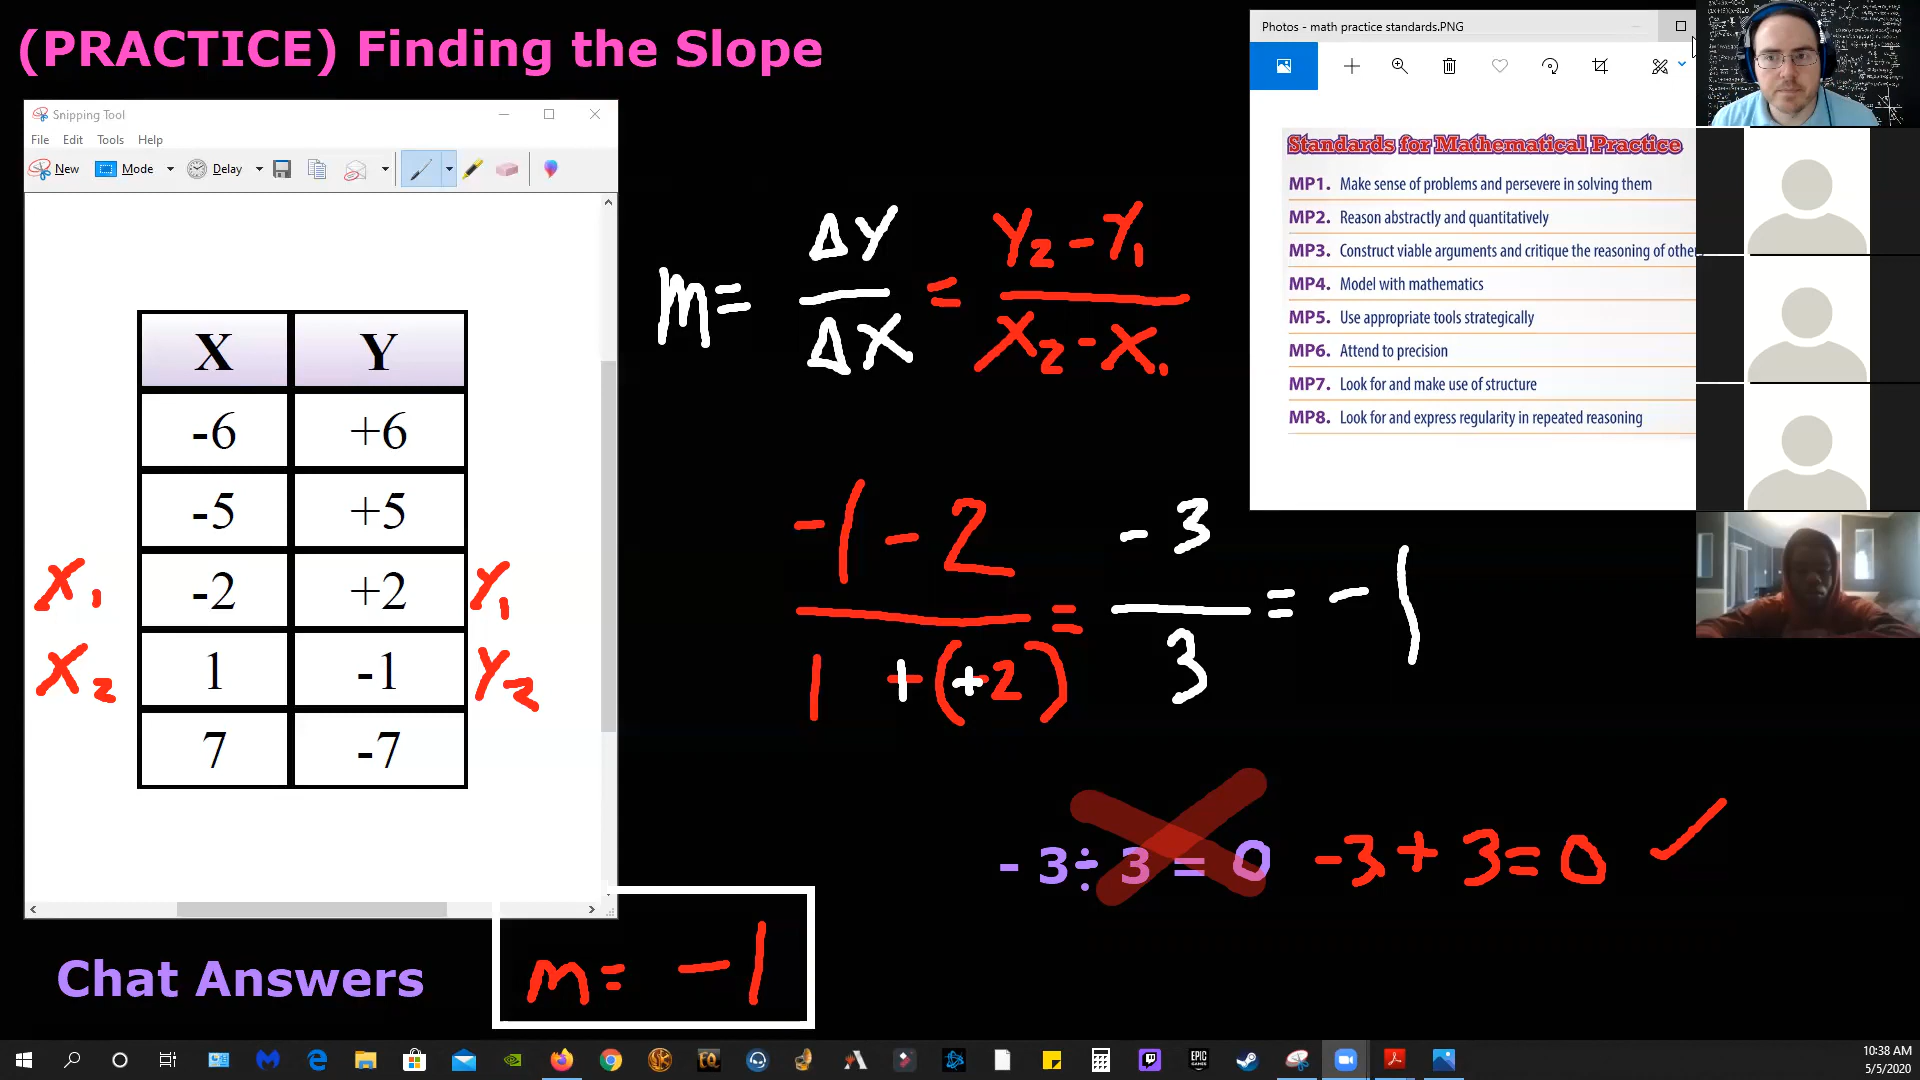 (PRACTICE) Finding the Slope
Snipping Tool
File Edit Tools Help
New Mode Delay
X Y
-6 +6
-5 +5
X₁ -2 +2 Y₁
X₂ 1 -1 Y₂
7 -7
m = ΔY/ΔX = Y₂ - Y₁/X₂ - X₁
-1 - 2/1 + (+2) = -3/3 = -1
- 3 ÷ 3 = 0 -3 + 3 = 0 ✓
Chat Answers
m = -1
Photos - math practice standards.PNG
Standards for Mathematical Practice
MP1. Make sense of problems and persevere in solving them
MP2. Reason abstractly and quantitatively
MP3. Construct viable arguments and critique the reasoning of othe
MP4. Model with mathematics
MP5. Use appropriate tools strategically
MP6. Attend to precision
MP7. Look for and make use of structure
MP8. Look for and express regularity in repeated reasoning
EQ
EPIC GAMES
10:38 AM
5/5/2020